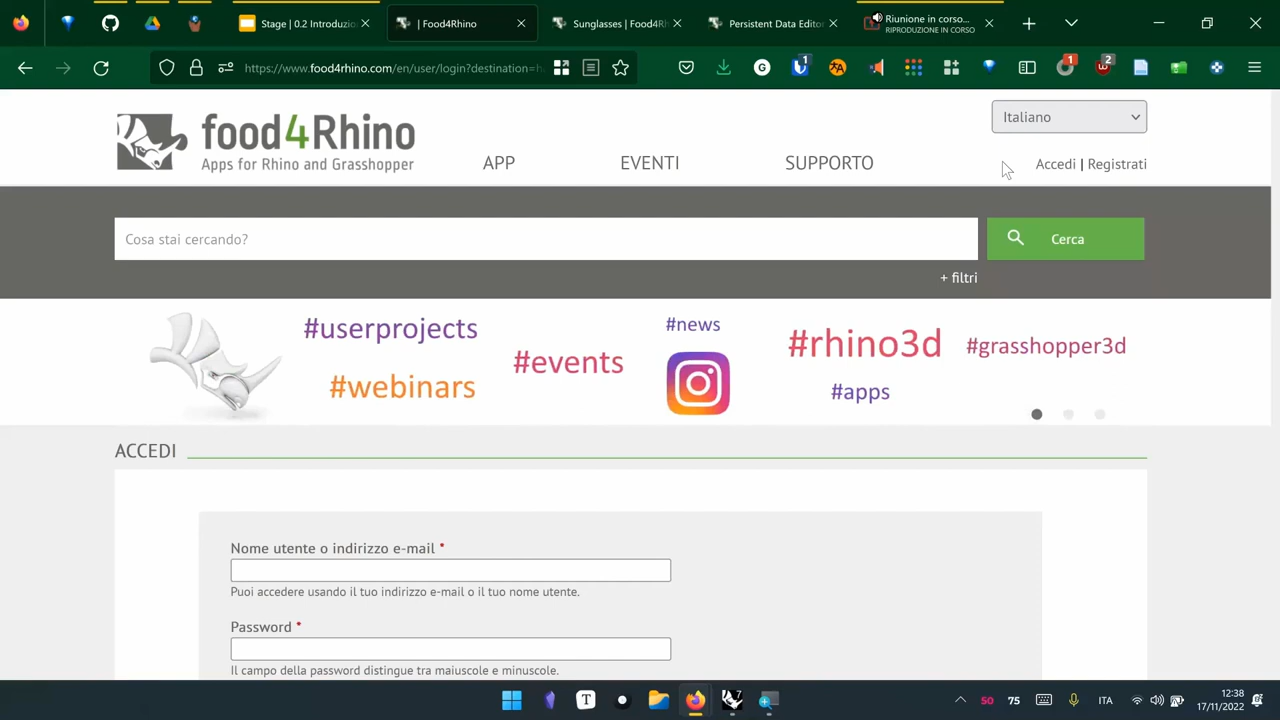 Stage | 0.2 Introduzio
| Food4Rhino
Sunglasses | Food4Rh
Persistent Data Editor
Riunione in corso...
RIPRODUZIONE IN CORSO
https://www.food4rhino.com/en/user/login?destination=h
G
1
1
2
food4Rhino
Apps for Rhino and Grasshopper
APP
EVENTI
SUPPORTO
Italiano
Accedi | Registrati
Cosa stai cercando?
Cerca
+ filtri
#userprojects
#webinars
#events
#news
#rhino3d
#apps
#grasshopper3d
ACCEDI
Nome utente o indirizzo e-mail *
Puoi accedere usando il tuo indirizzo e-mail o il tuo nome utente.
Password *
Il campo della password distingue tra maiuscole e minuscole.
T
7
50
75
ITA
12:38
17/11/2022